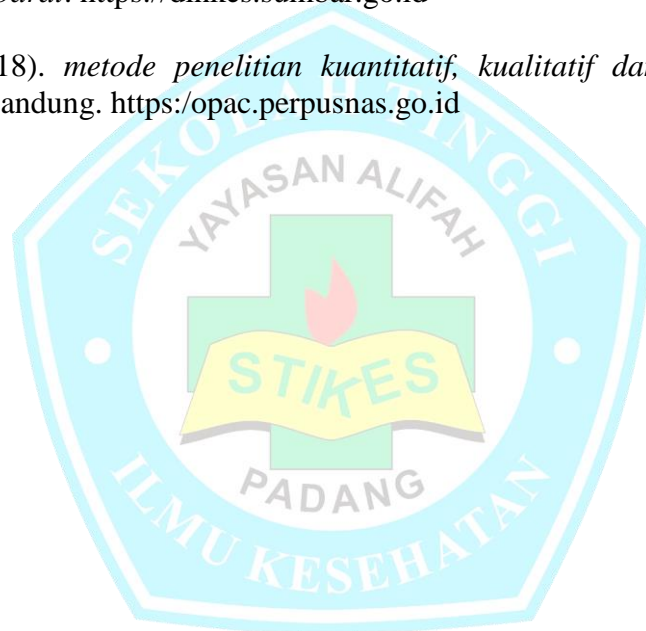 18). metode penelitian kuantitatif, kualitatif dan
andung. https:/opac.perpusnas.go.id
SEKOLAH TINGGI
YAYASAN ALIFAH
STIKES
PADANG
ILMU KESEHATAN